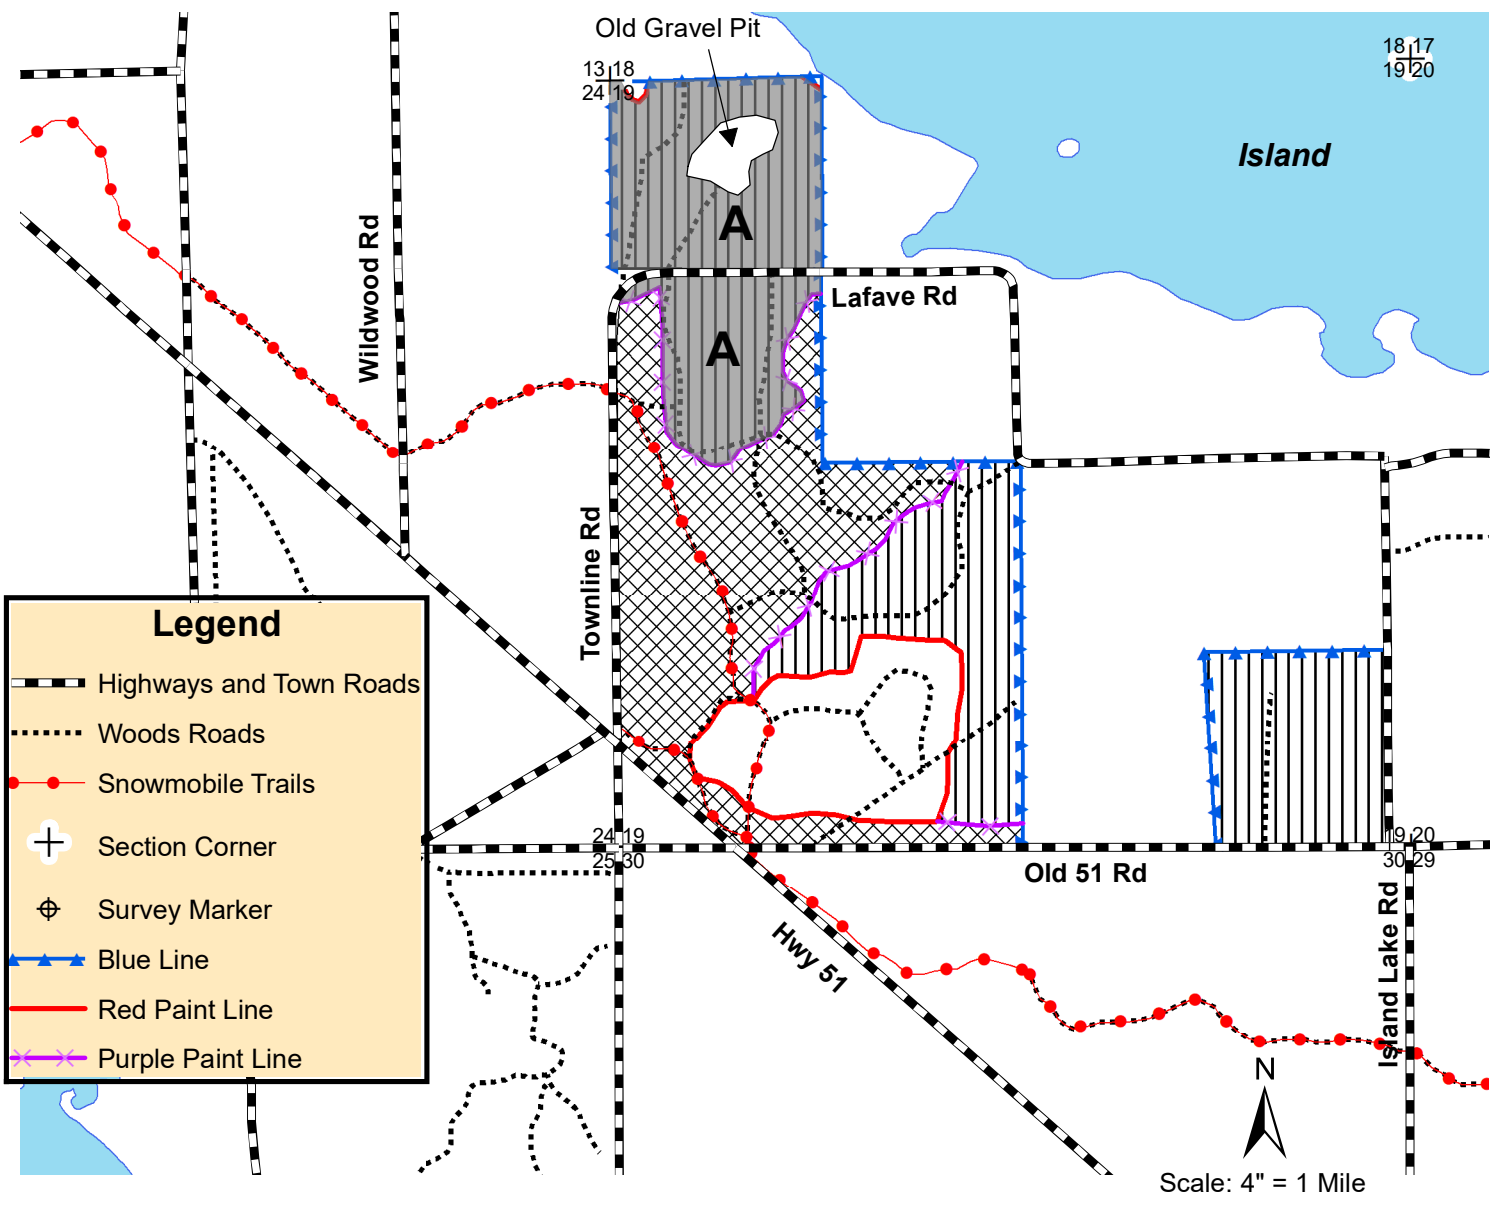 Old Gravel Pit
13 18
24 19
18 17
19 20
Island
A
Wildwood Rd
Lafave Rd
A
Townline Rd
Legend
Highways and Town Roads
Woods Roads
Snowmobile Trails
Section Corner
Survey Marker
Blue Line
Red Paint Line
Purple Paint Line
24 19
25 30
19 20
30 29
Old 51 Rd
Hwy 51
Island Lake Rd
N
Scale: 4" = 1 Mile